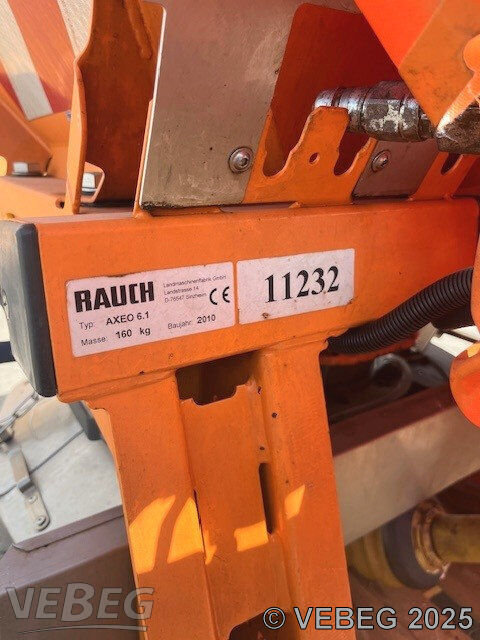 RAUCH
Landmaschinenfabrik GmbH
Landstrasse 14
D-76547 Sinzheim
CE
Typ: AXEO 6.1
Masse: 160 kg
Baujahr: 2010
11232
VEBEG
© VEBEG 2025